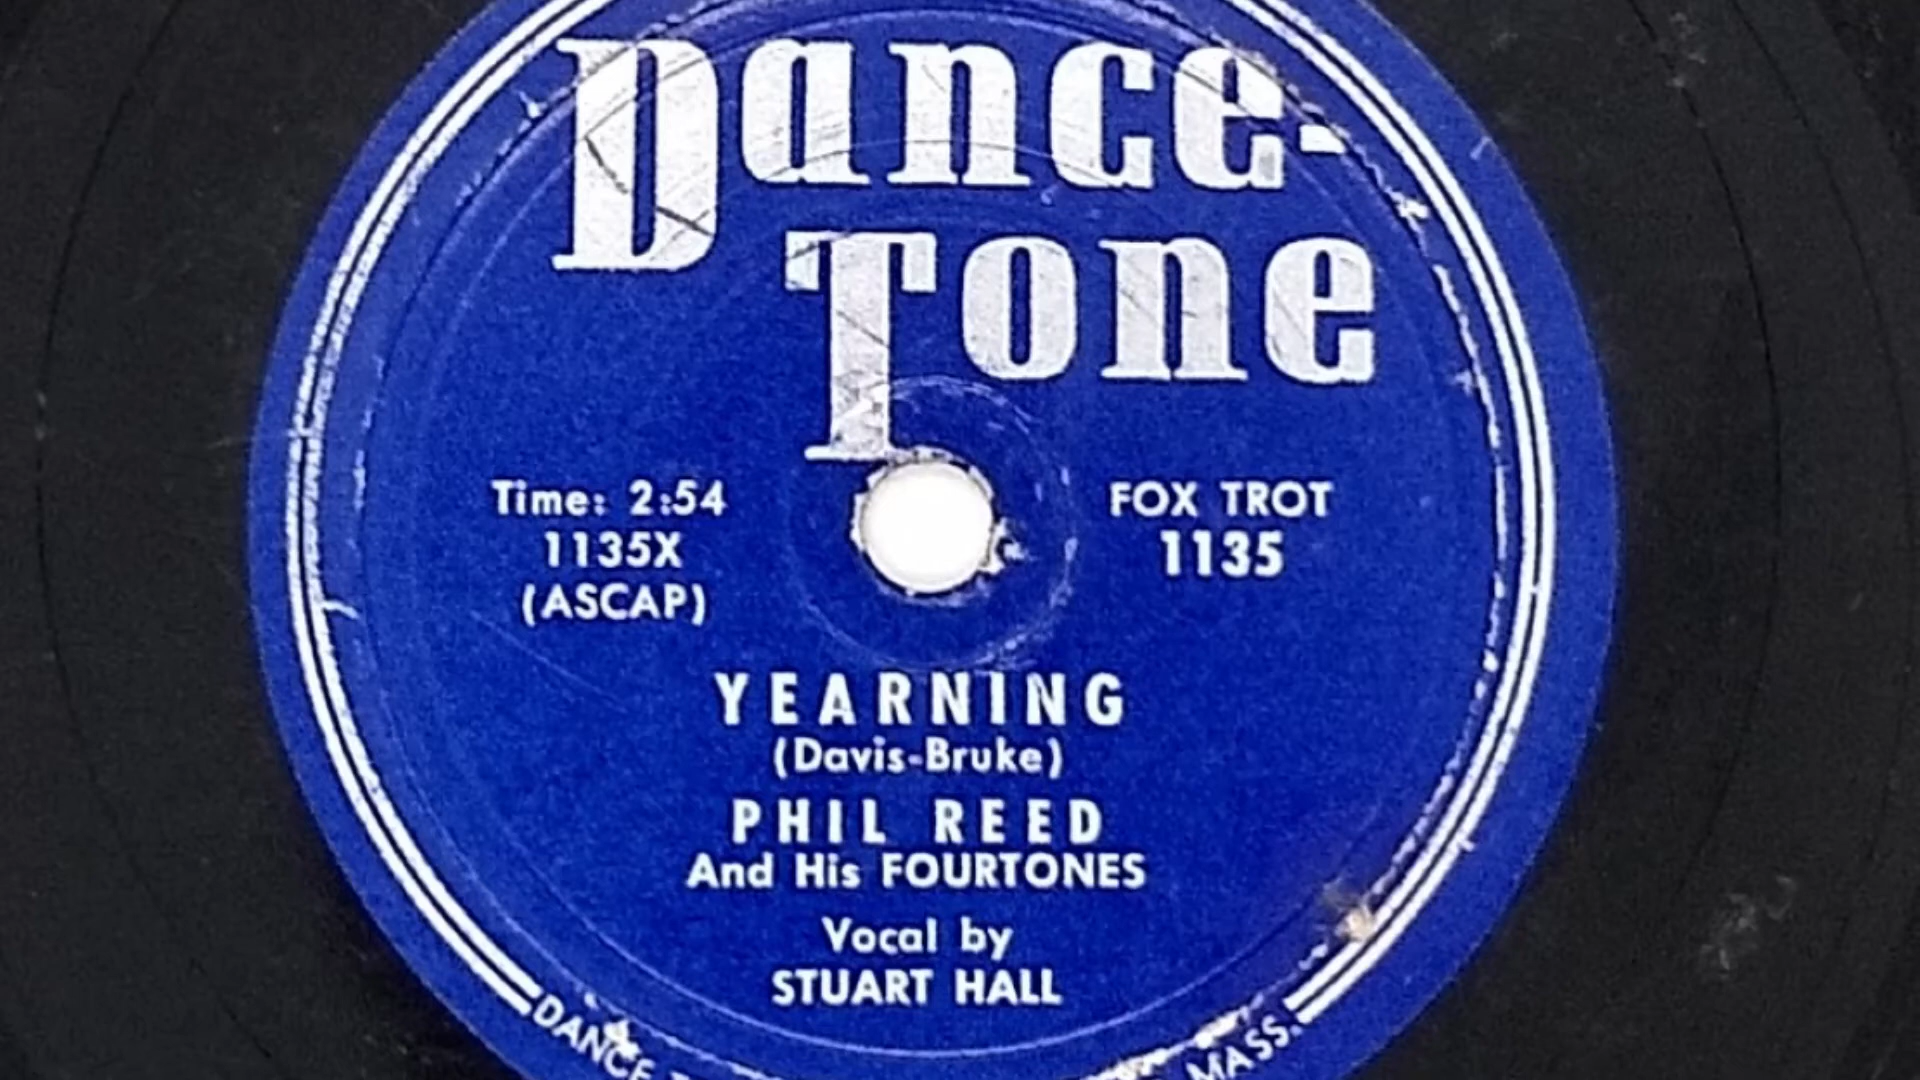 Dance-
Tone
Time: 2:54
1135X
(ASCAP)
FOX TROT
1135
YEARNING
(Davis-Bruke)
PHIL REED
And His FOURTONES
Vocal by
STUART HALL
DANCE MASS.